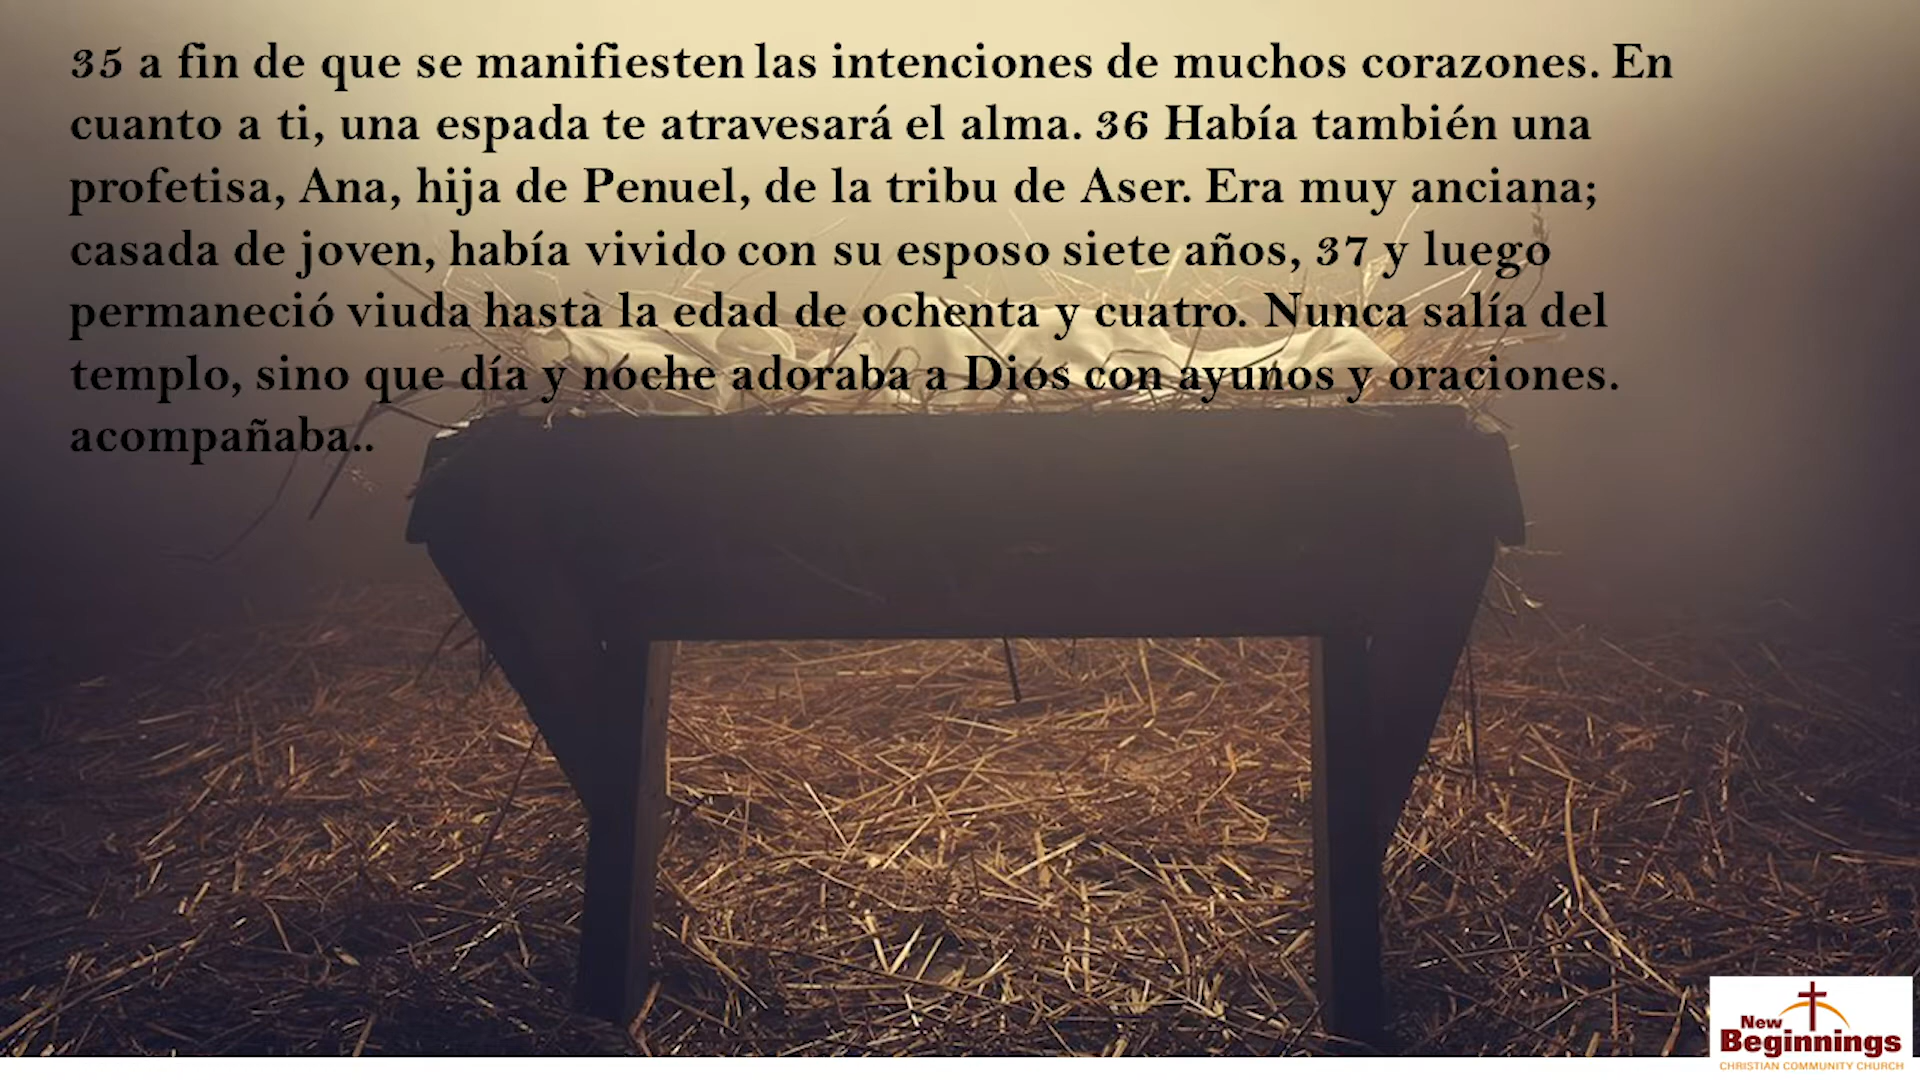 35 a fin de que se manifiesten las intenciones de muchos corazones. En
cuanto a ti, una espada te atravesará el alma. 36 Había también una
profetisa, Ana, hija de Penuel, de la tribu de Aser. Era muy anciana;
casada de joven, había vivido con su esposo siete años, 37 y luego
permaneció viuda hasta la edad de ochenta y cuatro. Nunca salía del
templo, sino que día y noche adoraba a Dios con ayunos y oraciones.
acompañaba..
New
Beginnings
CHRISTIAN COMMUNITY CHURCH